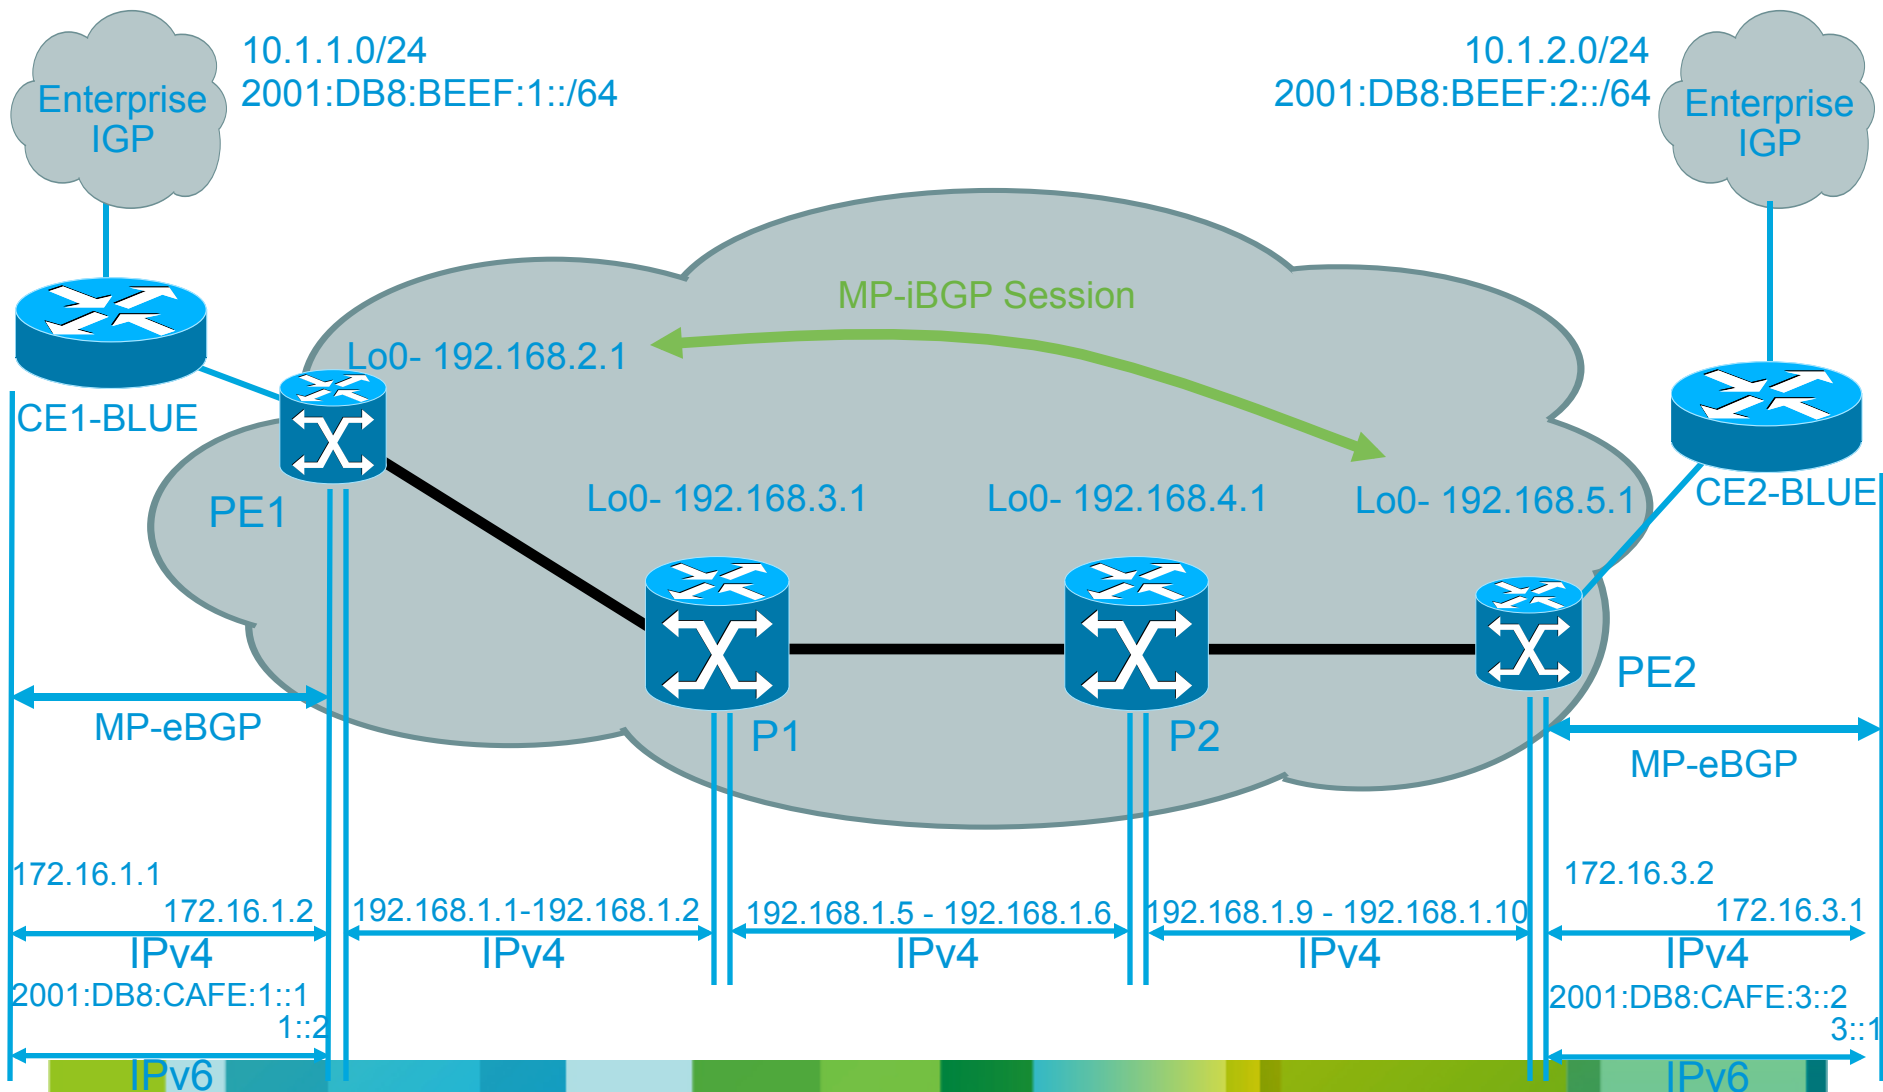 10.1.1.0/24
2001:DB8:BEEF:1::/64
Enterprise
IGP
10.1.2.0/24
2001:DB8:BEEF:2::/64
Enterprise
IGP
MP-iBGP Session
Lo0- 192.168.2.1
CE1-BLUE
PE1
Lo0- 192.168.3.1
Lo0- 192.168.4.1
Lo0- 192.168.5.1
CE2-BLUE
PE2
MP-eBGP
P1
P2
MP-eBGP
172.16.1.1
172.16.1.2
IPv4
192.168.1.1-192.168.1.2
IPv4
192.168.1.5 - 192.168.1.6
IPv4
192.168.1.9 - 192.168.1.10
IPv4
172.16.3.2
172.16.3.1
IPv4
2001:DB8:CAFE:1::1
1::2
IPv6
2001:DB8:CAFE:3::2
3::1
IPv6